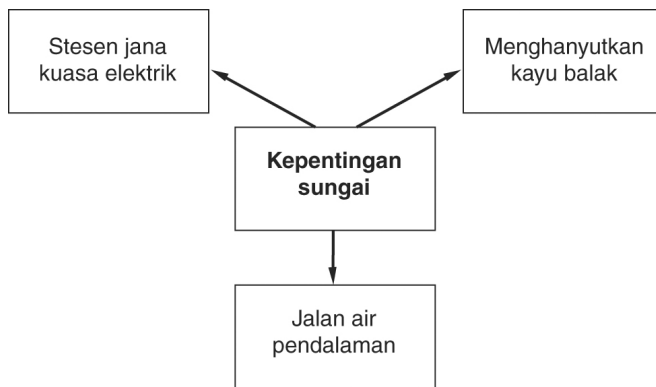 Stesen jana
kuasa elektrik
Menghanyutkan
kayu balak
Kepentingan
sungai
Jalan air
pendalaman